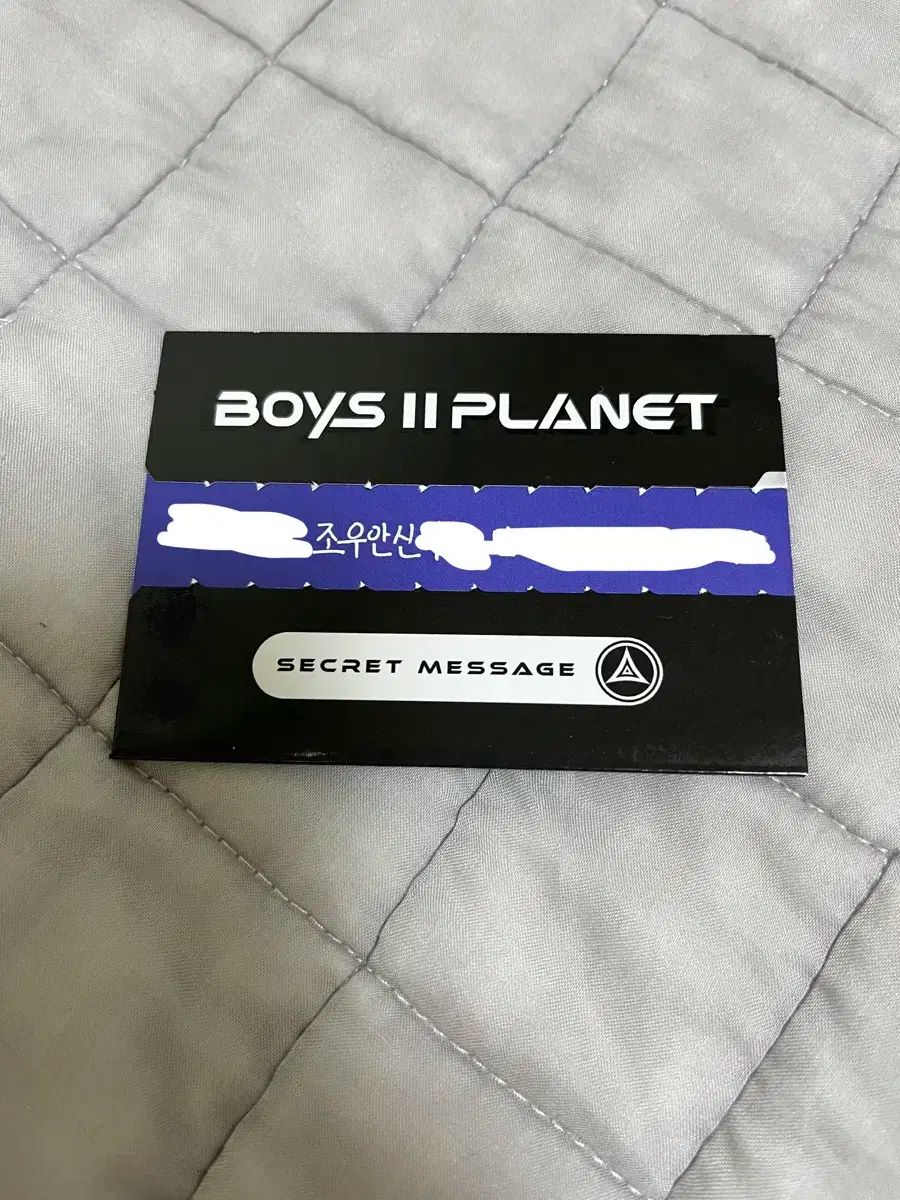 BOYS II PLANET
조우안신
SECRET MESSAGE